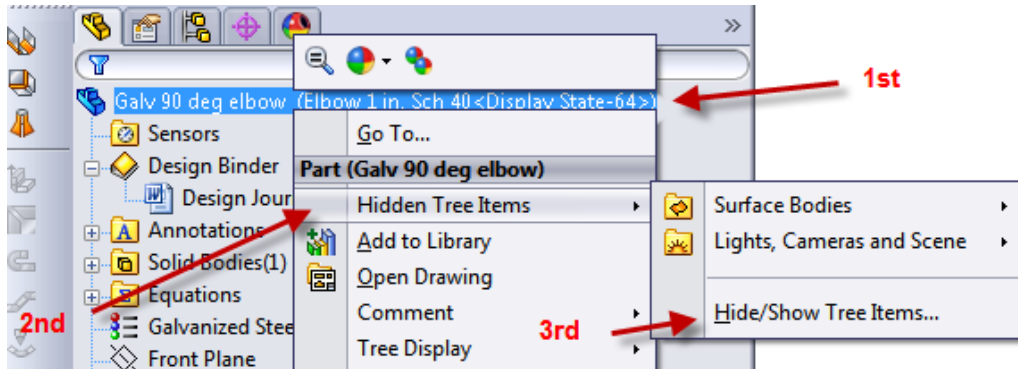 1st
Galv 90 deg elbow (Elbow 1 in. Sch 40<Display State-64>)
Sensors
Go To...
Design Binder
Part (Galv 90 deg elbow)
Design Jour
Hidden Tree Items
Surface Bodies
Annotations
Add to Library
Lights, Cameras and Scene
Solid Bodies(1)
Open Drawing
Equations
Comment
Hide/Show Tree Items...
2nd
Galvanized Stee
3rd
Front Plane
Tree Display